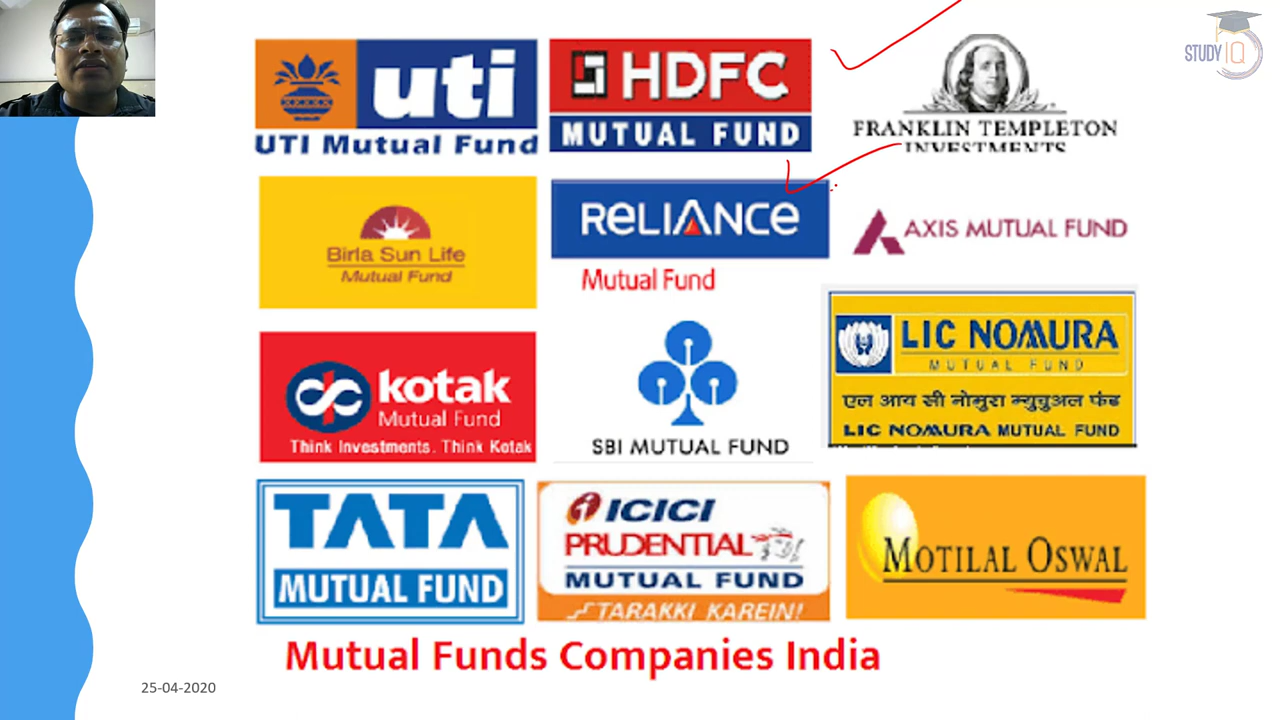 STUDY IQ
uti
UTI Mutual Fund
HDFC
MUTUAL FUND
FRANKLIN TEMPLETON
INVESTMENTS
Birla Sun Life
Mutual Fund
RELIANCE
Mutual Fund
AXIS MUTUAL FUND
kotak
Mutual Fund
Think Investments. Think Kotak
SBI MUTUAL FUND
LIC NOMURA
MUTUAL FUND
एल आय सी नोमुरा म्युचुअल फंड
LIC NOMURA MUTUAL FUND
TATA
MUTUAL FUND
ICICI
PRUDENTIAL
MUTUAL FUND
TARAKKI KAREIN!
MOTILAL OSWAL
Mutual Funds Companies India
25-04-2020